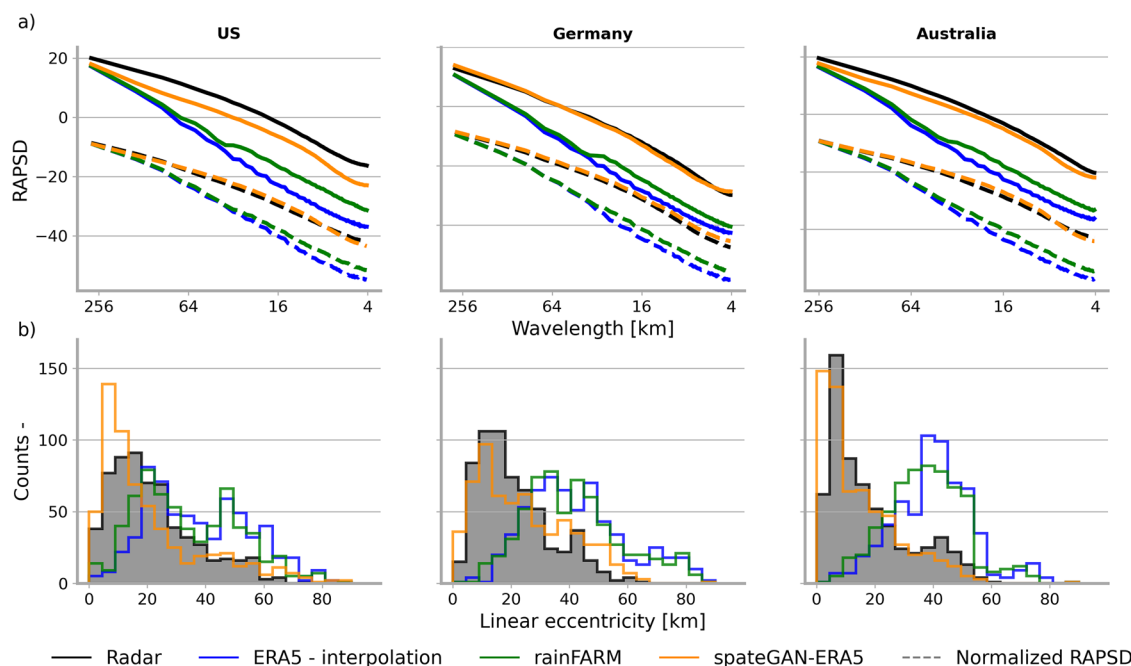 a)
US
Germany
Australia
RAPSD
20
0
−20
−40
256
64
16
4
256
64
16
4
256
64
16
4
Wavelength [km]
b)
Counts -
150
100
50
0
0
20
40
60
80
0
20
40
60
80
0
20
40
60
80
Linear eccentricity [km]
Radar
ERA5 - interpolation
rainFARM
spateGAN-ERA5
Normalized RAPSD